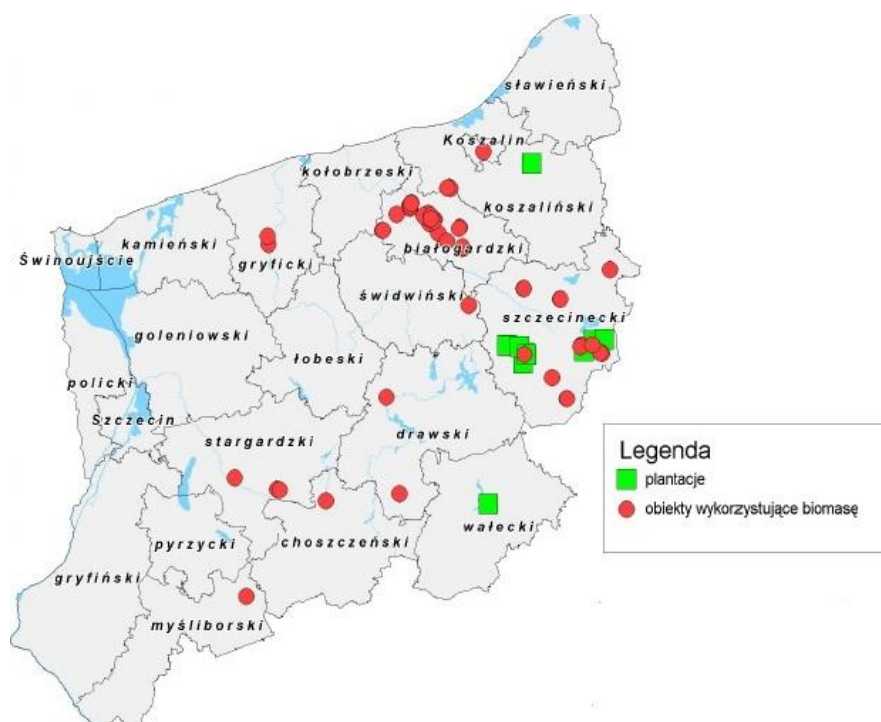 sławieński
Koszalin
kołobrzeski
koszaliński
kamieński
białogardzki
Świnoujście
gryficki
świdwiński
szczecinecki
goleniowski
łobeski
policki
Szczecin
stargardzki
drawski
Legenda
plantacje
obiekty wykorzystujące biomasę
wałecki
pyrzycki
choszczeński
gryfiński
myśliborski